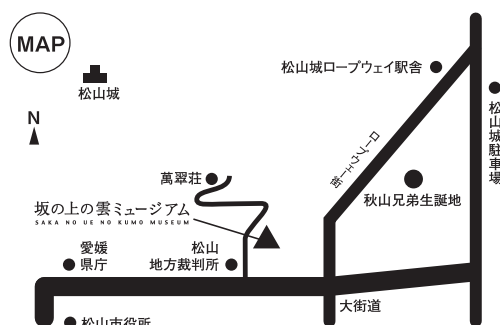 MAP
松山城ロープウェイ駅舎
松山城
松山城駐車場
N
ロープウェー街
萬翠荘
秋山兄弟生誕地
坂の上の雲ミュージアム
SAKA NO UE NO KUMO MUSEUM
愛媛
県庁
松山
地方裁判所
大街道
松山市役所